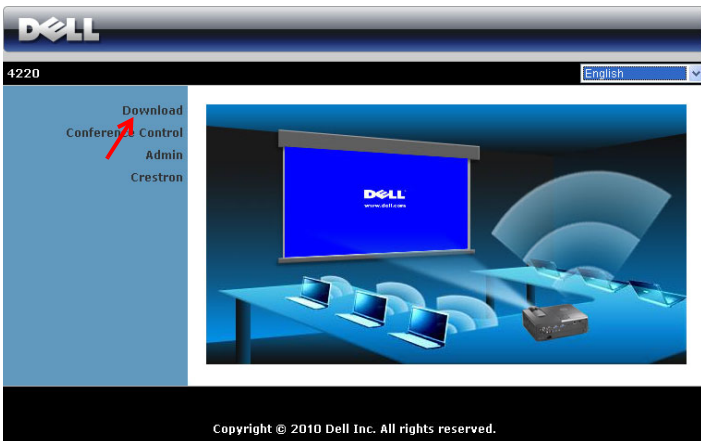 DELL
4220
English
Download
Conference Control
Admin
Crestron
DELL
www.dell.com
Copyright © 2010 Dell Inc. All rights reserved.